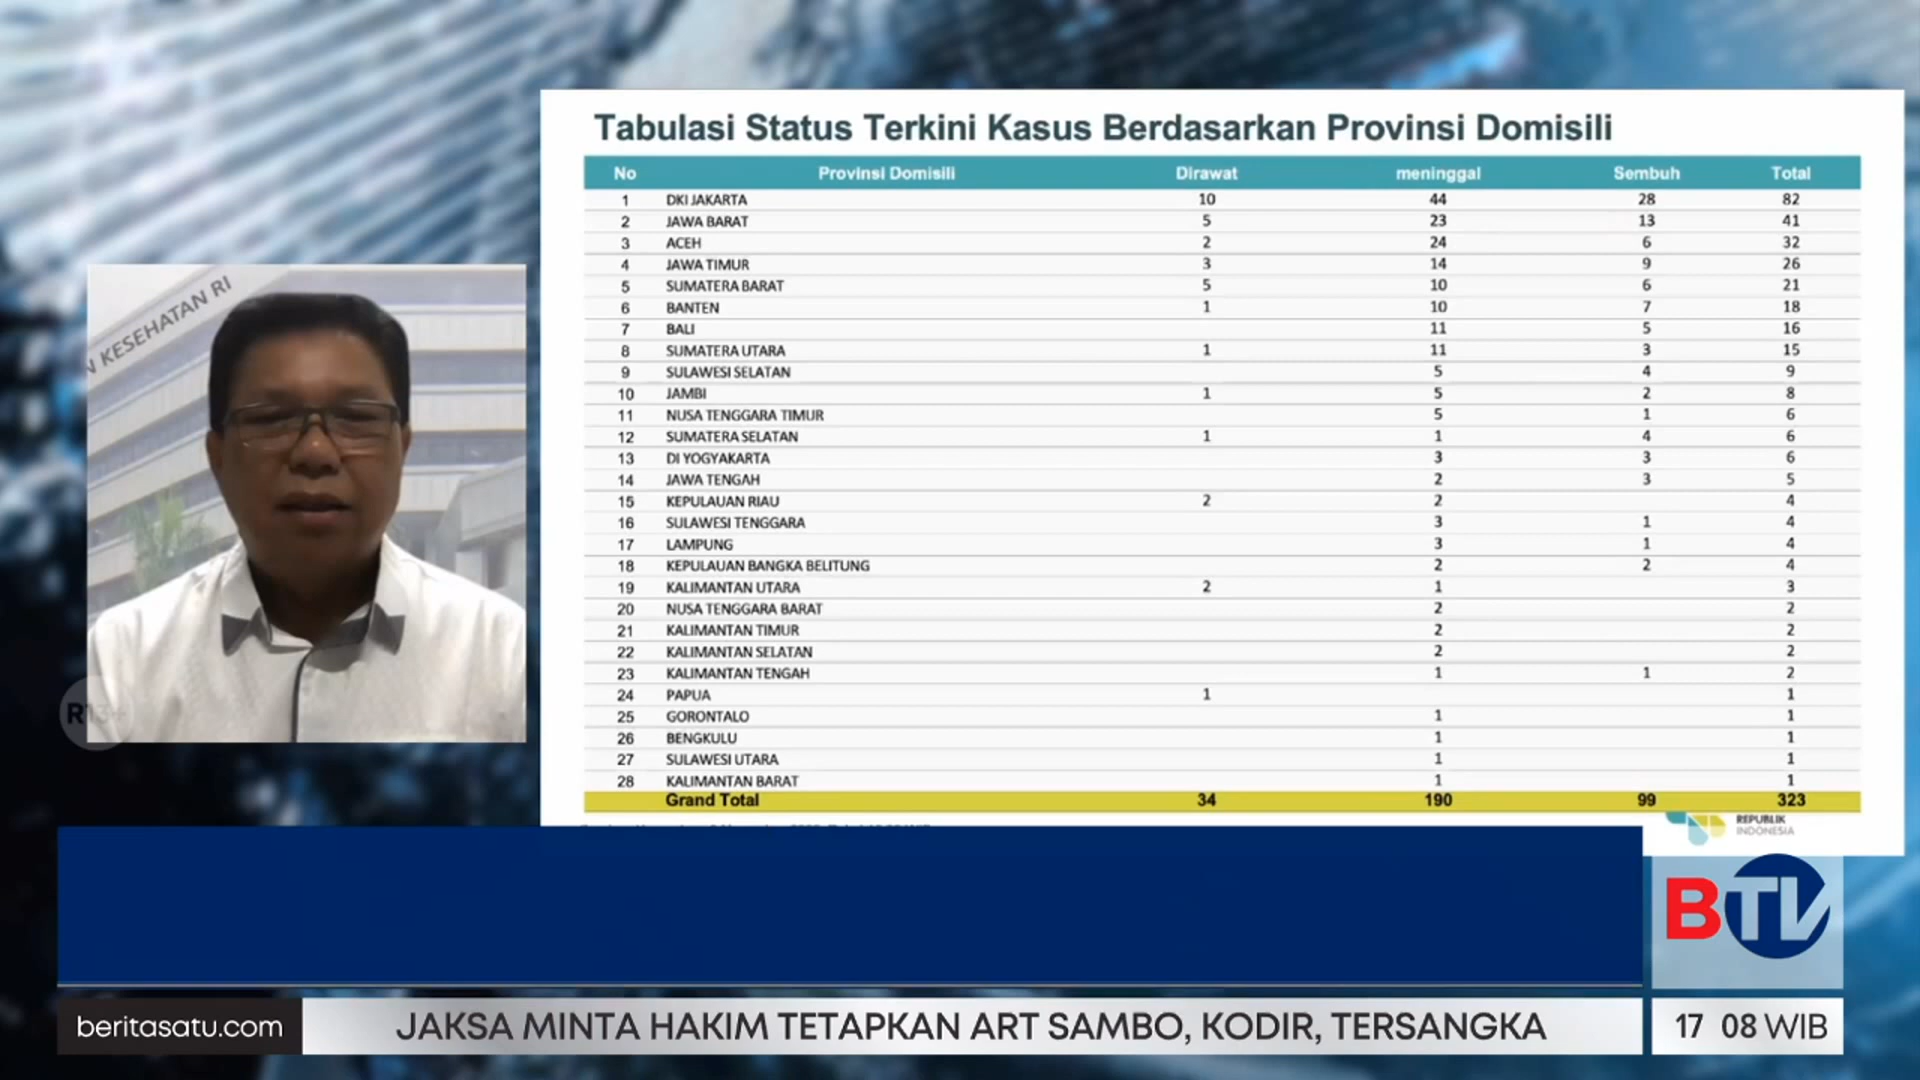 Tabulasi Status Terkini Kasus Berdasarkan Provinsi Domisili
No Provinsi Domisili Dirawat meninggal Sembuh Total
1 DKI JAKARTA 10 44 28 82
2 JAWA BARAT 5 23 13 41
3 ACEH 2 24 6 32
4 JAWA TIMUR 3 14 9 26
5 SUMATERA BARAT 5 10 6 21
6 BANTEN 1 10 7 18
7 BALI 11 5 16
8 SUMATERA UTARA 1 11 3 15
9 SULAWESI SELATAN 5 4 9
10 JAMBI 1 5 2 8
11 NUSA TENGGARA TIMUR 5 1 6
12 SUMATERA SELATAN 1 1 4 6
13 DI YOGYAKARTA 3 3 6
14 JAWA TENGAH 2 3 5
15 KEPULAUAN RIAU 2 2 4
16 SULAWESI TENGGARA 3 1 4
17 LAMPUNG 3 1 4
18 KEPULAUAN BANGKA BELITUNG 2 2 4
19 KALIMANTAN UTARA 2 1 3
20 NUSA TENGGARA BARAT 2 2
21 KALIMANTAN TIMUR 2 2
22 KALIMANTAN SELATAN 2 2
23 KALIMANTAN TENGAH 1 1 2
24 PAPUA 1 1
25 GORONTALO 1 1
26 BENGKULU 1 1
27 SULAWESI UTARA 1 1
28 KALIMANTAN BARAT 1 1
Grand Total 34 190 99 323
REPUBLIK
INDONESIA
N KESEHATAN RI
R13+
BTV
beritasatu.com JAKSA MINTA HAKIM TETAPKAN ART SAMBO, KODIR, TERSANGKA 17 08 WIB